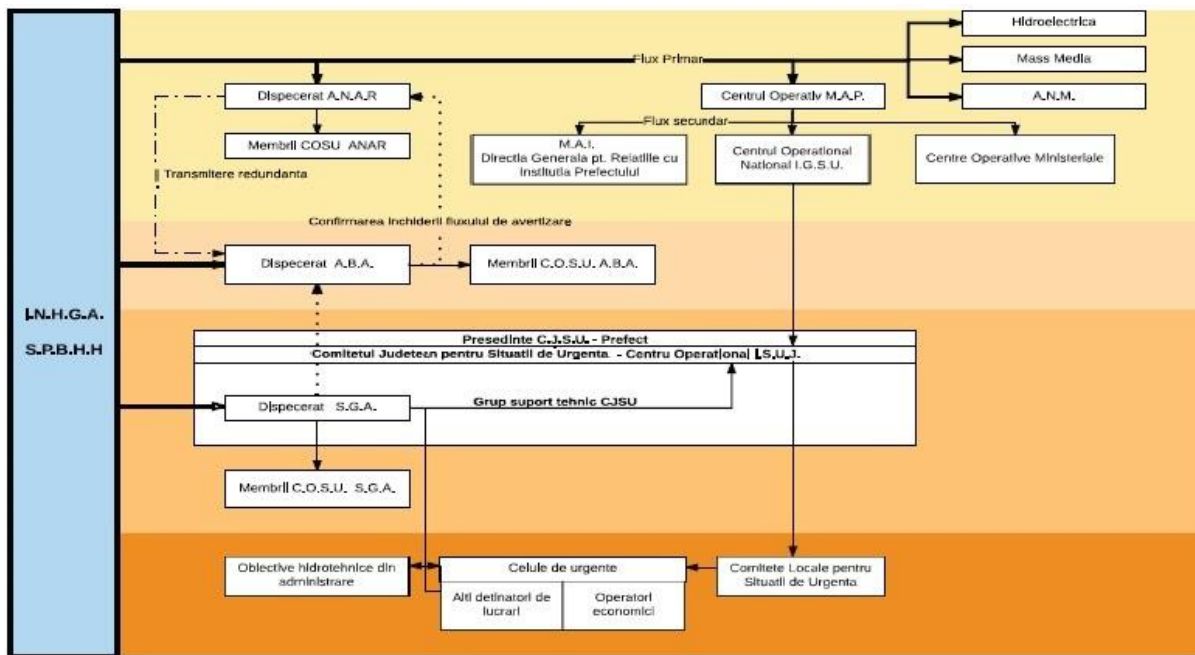 Hidroelectrica
Flux Primar
Mass Media
Dispecerat A.N.A.R
Centrul Operativ M.A.P.
A.N.M.
Flux secundar
Membrii COSU ANAR
M.A.I.
Directia Generala pt. Relatiile cu
Institutia Prefectului
Centrul Operational
National I.G.S.U.
Centre Operative Ministeriale
Transmitere redundanta
Confirmarea inchiderii fluxului de avertizare
Dispecerat A.B.A.
Membrii C.O.S.U. A.B.A.
I.N.H.G.A.
S.P.B.H.H
Presedinte C.J.S.U. - Prefect
Comitetul Judetean pentru Situatii de Urgenta - Centru Operational I.S.U.J.
Dispecerat S.G.A.
Grup suport tehnic CJSU
Membrii C.O.S.U. S.G.A.
Obiective hidrotehnice din
administrare
Celule de urgente
Comitete Locale pentru
Situatii de Urgenta
Alti detinatori de
lucrari
Operatori
economici